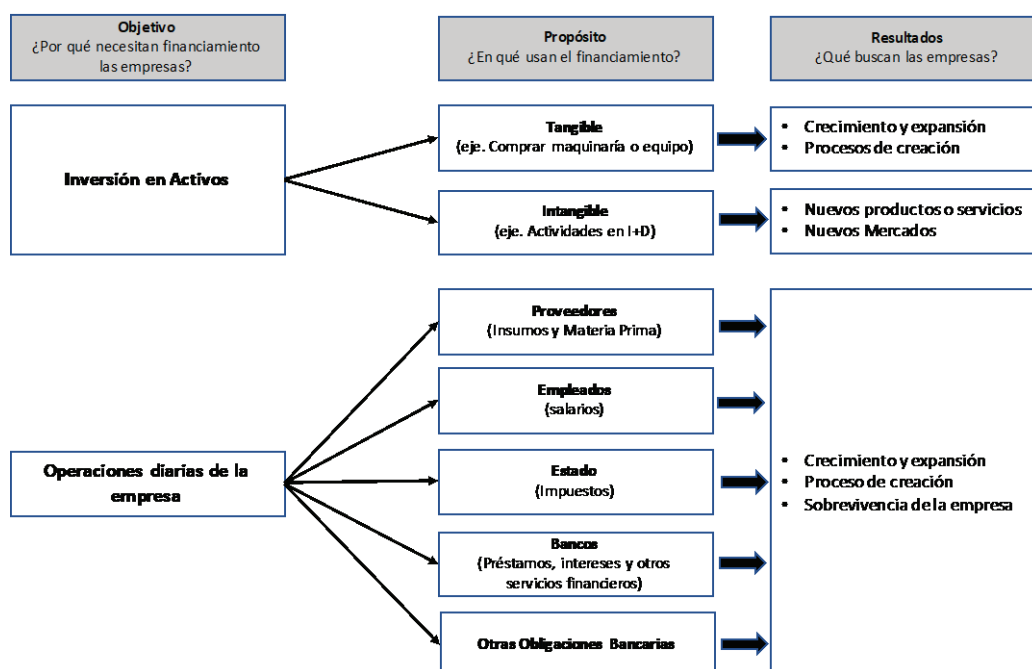 Objetivo
¿Por qué necesitan financiamiento
las empresas?
Propósito
¿En qué usan el financiamiento?
Resultados
¿Qué buscan las empresas?
Inversión en Activos
Tangible
(eje. Comprar maquinaría o equipo)
• Crecimiento y expansión
• Procesos de creación
Intangible
(eje. Actividades en I+D)
• Nuevos productos o servicios
• Nuevos Mercados
Operaciones diarias de la
empresa
Proveedores
(Insumos y Materia Prima)
Empleados
(salarios)
Estado
(Impuestos)
Bancos
(Préstamos, intereses y otros
servicios financieros)
Otras Obligaciones Bancarias
• Crecimiento y expansión
• Proceso de creación
• Sobrevivencia de la empresa